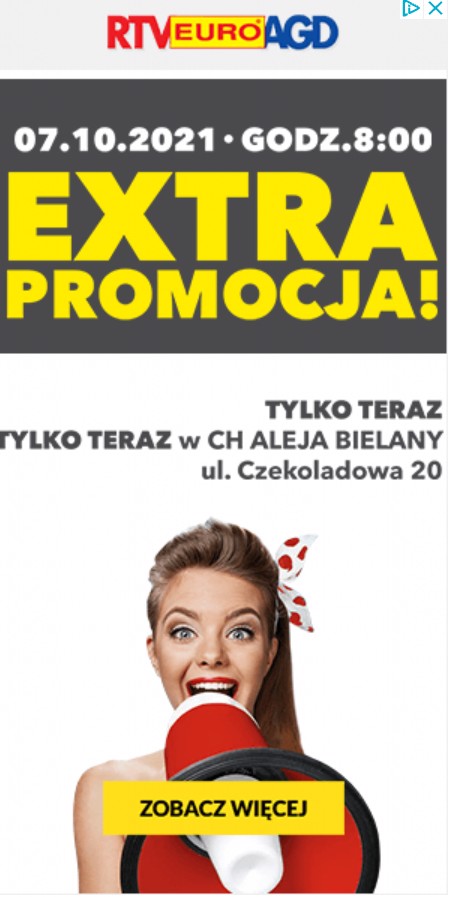 RTV EURO AGD
07.10.2021 • GODZ.8:00
EXTRA
PROMOCJA!
TYLKO TERAZ
TYLKO TERAZ w CH ALEJA BIELANY
ul. Czekoladowa 20
ZOBACZ WIĘCEJ